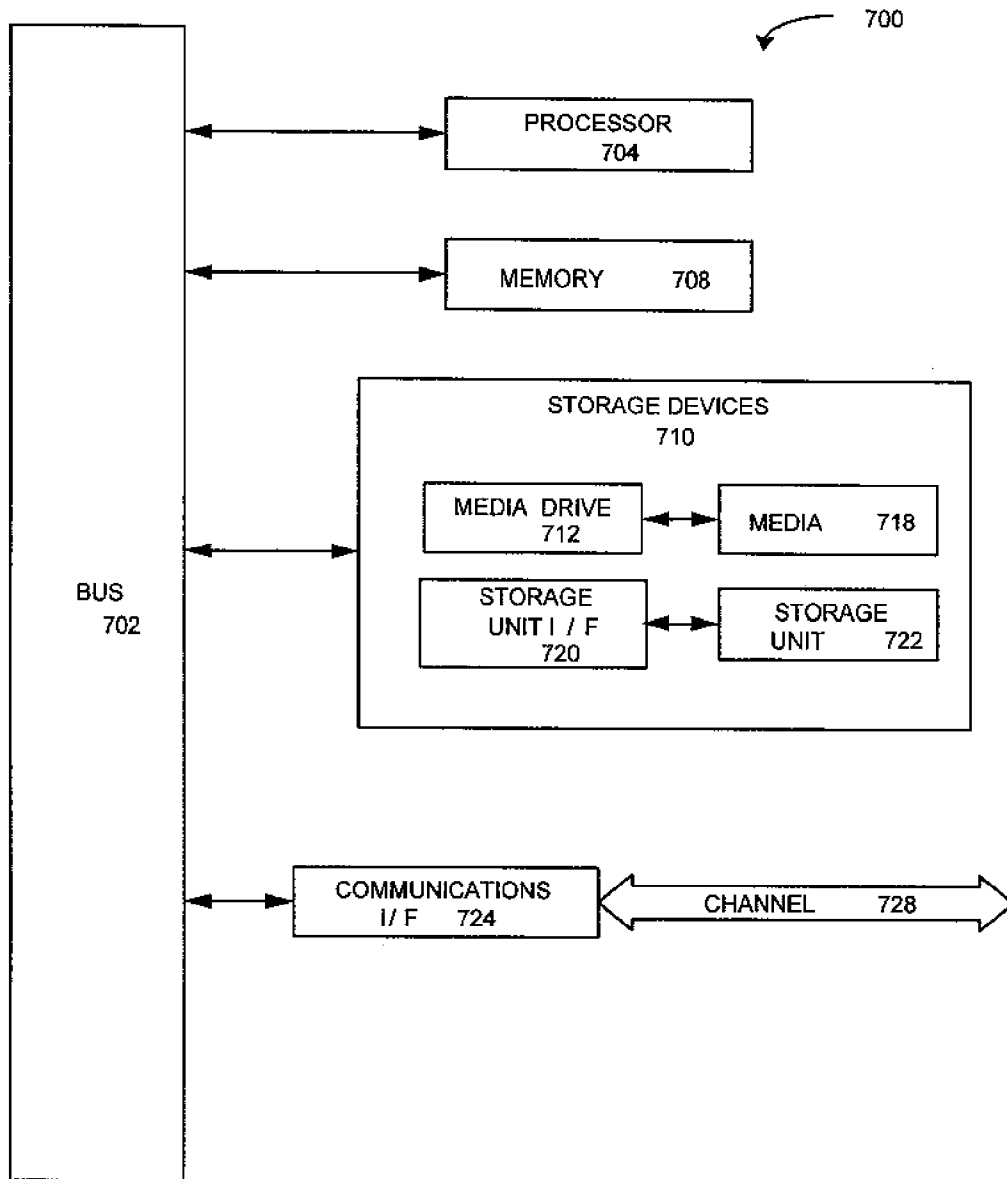 700
PROCESSOR
704
MEMORY 708
STORAGE DEVICES
710
MEDIA DRIVE
712
MEDIA 718
STORAGE
UNIT I / F
720
STORAGE
UNIT 722
BUS
702
COMMUNICATIONS
I / F 724
CHANNEL 728